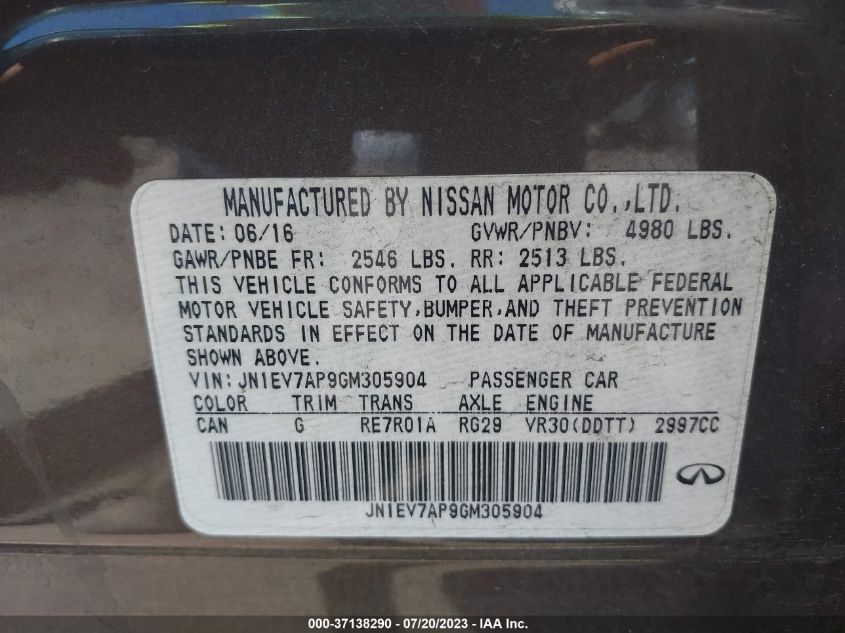 MANUFACTURED BY NISSAN MOTOR CO.,LTD.
DATE: 06/16 GVWR/PNBV: 4980 LBS.
GAWR/PNBE FR: 2546 LBS. RR: 2513 LBS.
THIS VEHICLE CONFORMS TO ALL APPLICABLE FEDERAL
MOTOR VEHICLE SAFETY,BUMPER,AND THEFT PREVENTION
STANDARDS IN EFFECT ON THE DATE OF MANUFACTURE
SHOWN ABOVE.
VIN:JN1EV7AP9GM305904 PASSENGER CAR
COLOR TRIM TRANS AXLE ENGINE
CAN G RE7R01A RG29 VR30(DDTT) 2997CC
JN1EV7AP9GM305904
000-37138290 - 07/20/2023 - IAA Inc.